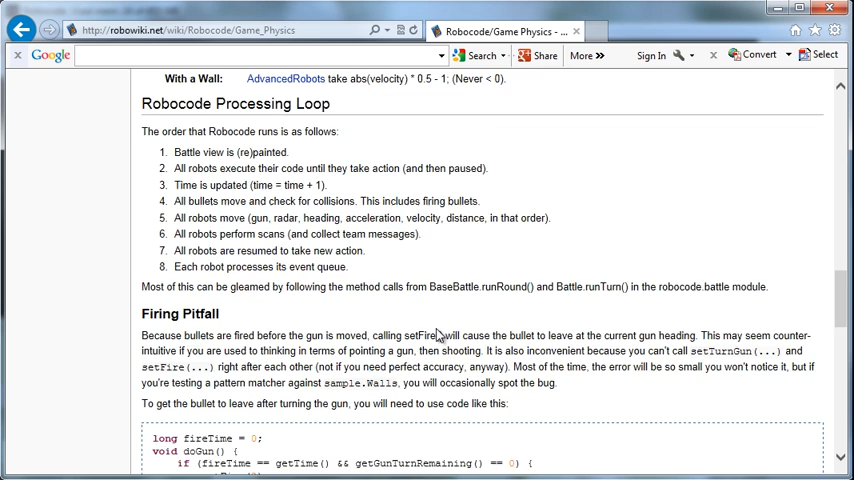 http://robowiki.net/wiki/Robocode/Game_Physics
Robocode/Game Physics - ...
Google
Search
Share
More >>
Sign In
Convert
Select
With a Wall: AdvancedRobots take abs(velocity) * 0.5 - 1; (Never < 0).
Robocode Processing Loop
The order that Robocode runs is as follows:
1. Battle view is (re)painted.
2. All robots execute their code until they take action (and then paused).
3. Time is updated (time = time + 1).
4. All bullets move and check for collisions. This includes firing bullets.
5. All robots move (gun, radar, heading, acceleration, velocity, distance, in that order).
6. All robots perform scans (and collect team messages).
7. All robots are resumed to take new action.
8. Each robot processes its event queue.
Most of this can be gleamed by following the method calls from BaseBattle.runRound() and Battle.runTurn() in the robocode.battle module.
Firing Pitfall
Because bullets are fired before the gun is moved, calling setFire will cause the bullet to leave at the current gun heading. This may seem counter-
intuitive if you are used to thinking in terms of pointing a gun, then shooting. It is also inconvenient because you can't call setTurnGun(...) and
setFire(...) right after each other (not if you need perfect accuracy, anyway). Most of the time, the error will be so small you won't notice it, but if
you're testing a pattern matcher against sample.Walls, you will occasionally spot the bug.
To get the bullet to leave after turning the gun, you will need to use code like this:
long fireTime = 0;
void doGun() {
if (fireTime == getTime() && getGunTurnRemaining() == 0) {